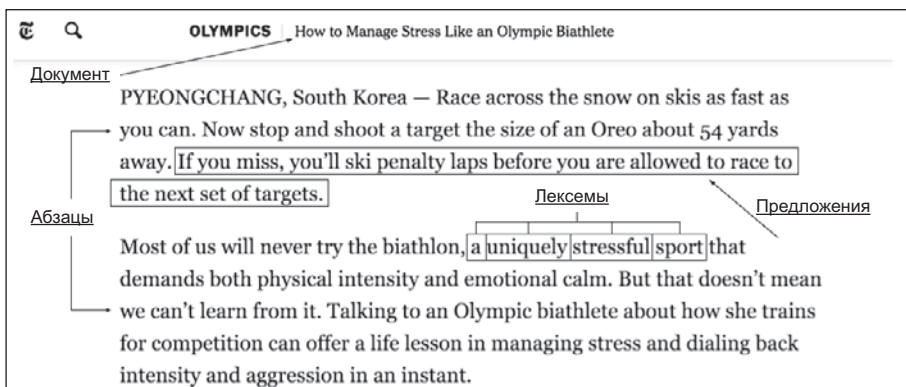 T
OLYMPICS | How to Manage Stress Like an Olympic Biathlete
Документ
PYEONGCHANG, South Korea — Race across the snow on skis as fast as
you can. Now stop and shoot a target the size of an Oreo about 54 yards
away. If you miss, you’ll ski penalty laps before you are allowed to race to
the next set of targets.
Лексемы
Абзацы
Предложения
Most of us will never try the biathlon, a uniquely stressful sport that
demands both physical intensity and emotional calm. But that doesn’t mean
we can’t learn from it. Talking to an Olympic biathlete about how she trains
for competition can offer a life lesson in managing stress and dialing back
intensity and aggression in an instant.